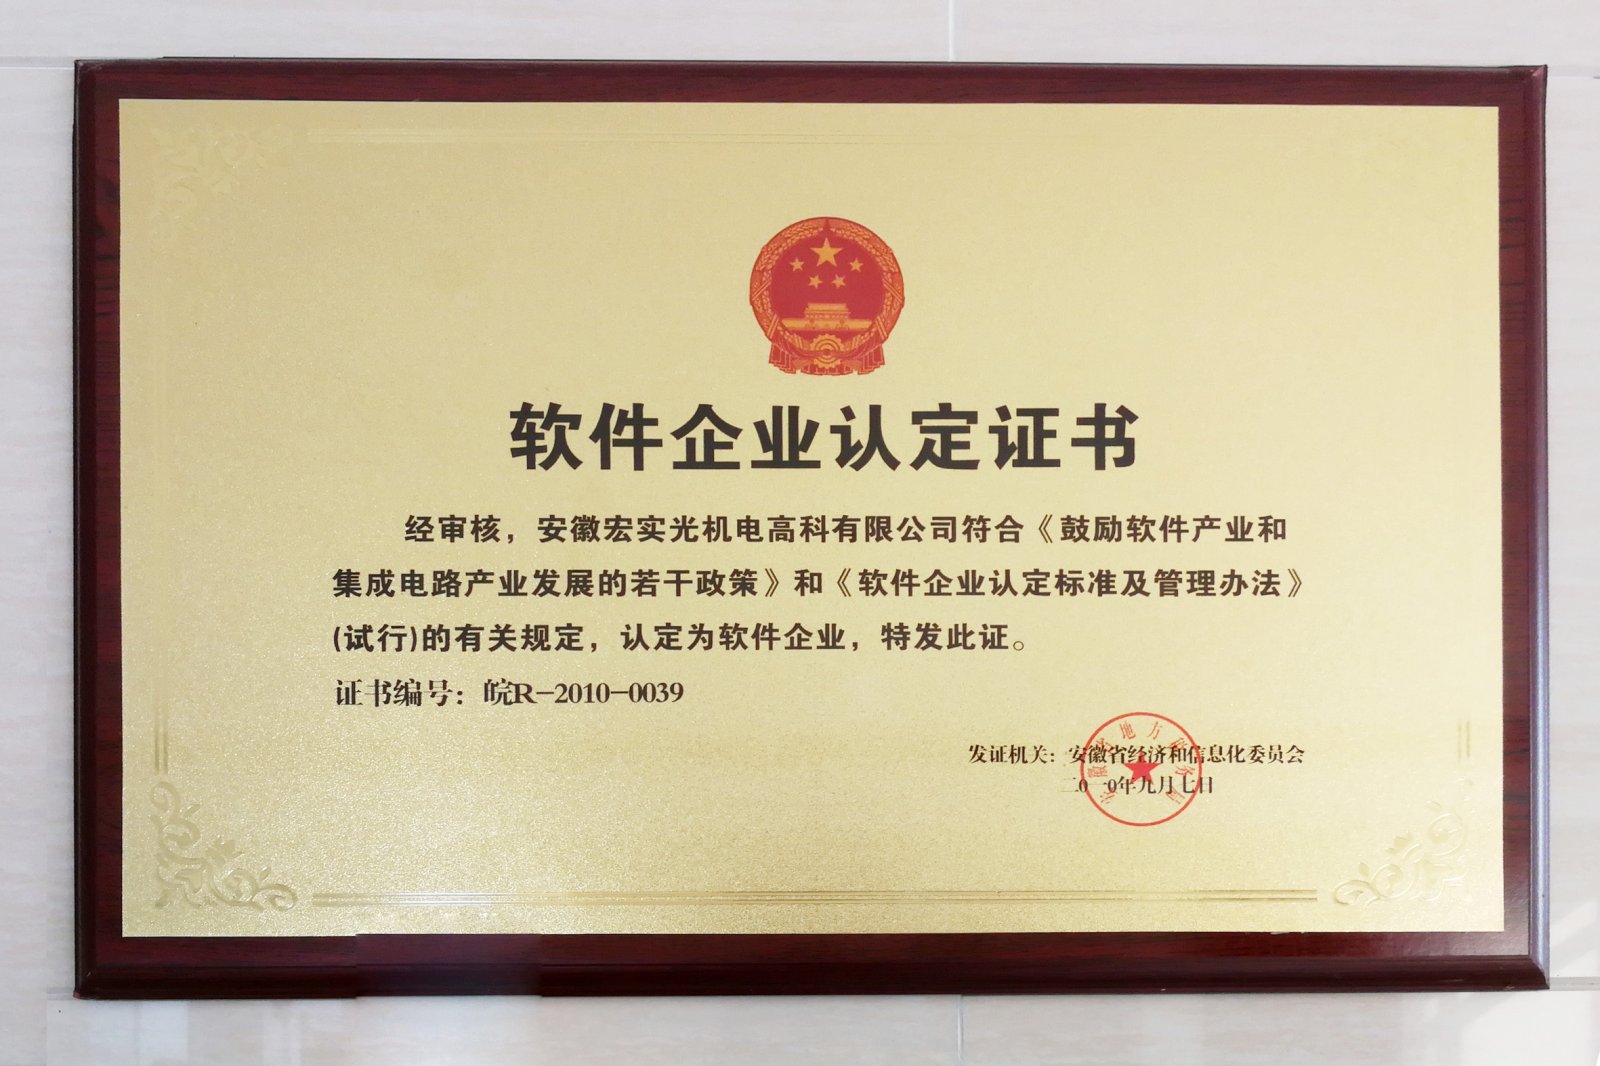 软件企业认定证书
经审核，安徽宏实光机电高科有限公司符合《鼓励软件产业和
集成电路产业发展的若干政策》和《软件企业认定标准及管理办法》
(试行)的有关规定，认定为软件企业，特发此证。
证书编号：皖R-2010-0039
发证机关：安徽省经济和信息化委员会
二0一0年九月七日